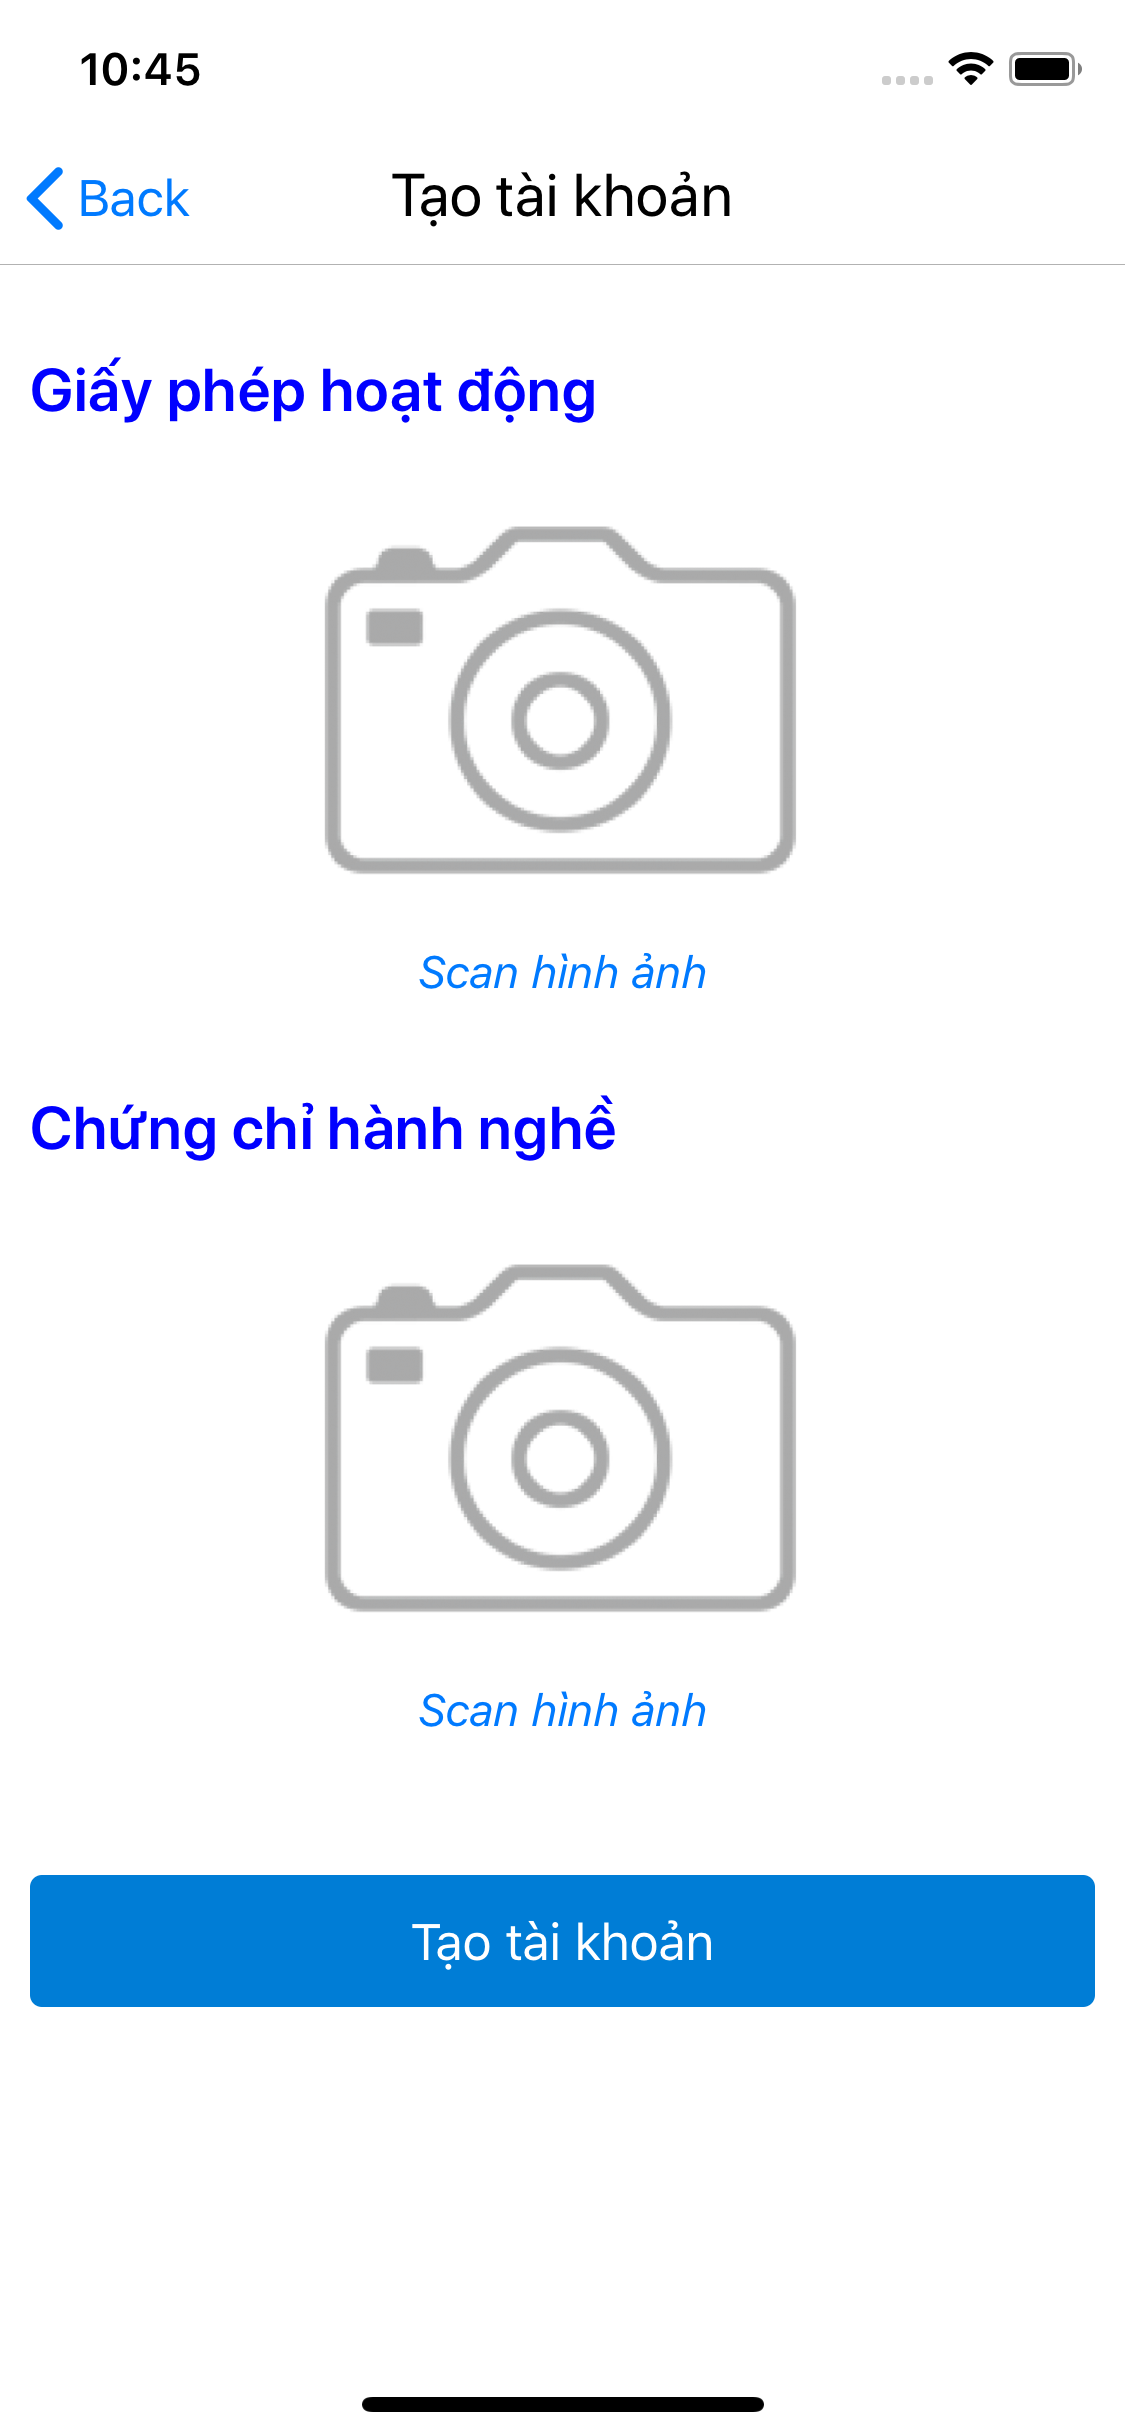 10:45
Back
Tạo tài khoản
Giấy phép hoạt động
Scan hình ảnh
Chứng chỉ hành nghề
Scan hình ảnh
Tạo tài khoản